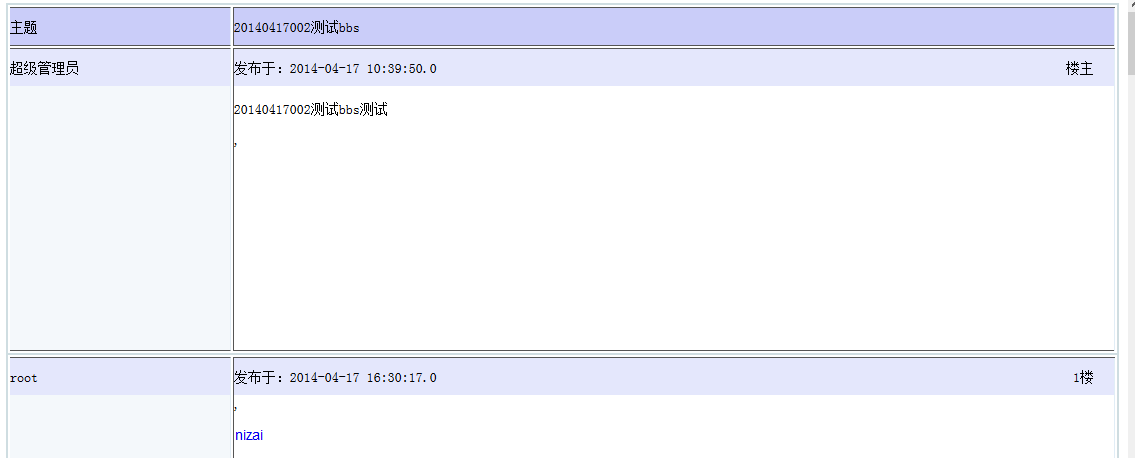 主题 20140417002测试bbs
超级管理员 发布于：2014-04-17 10:39:50.0 楼主
20140417002测试bbs测试
,
root 发布于：2014-04-17 16:30:17.0 1楼
,
nizai